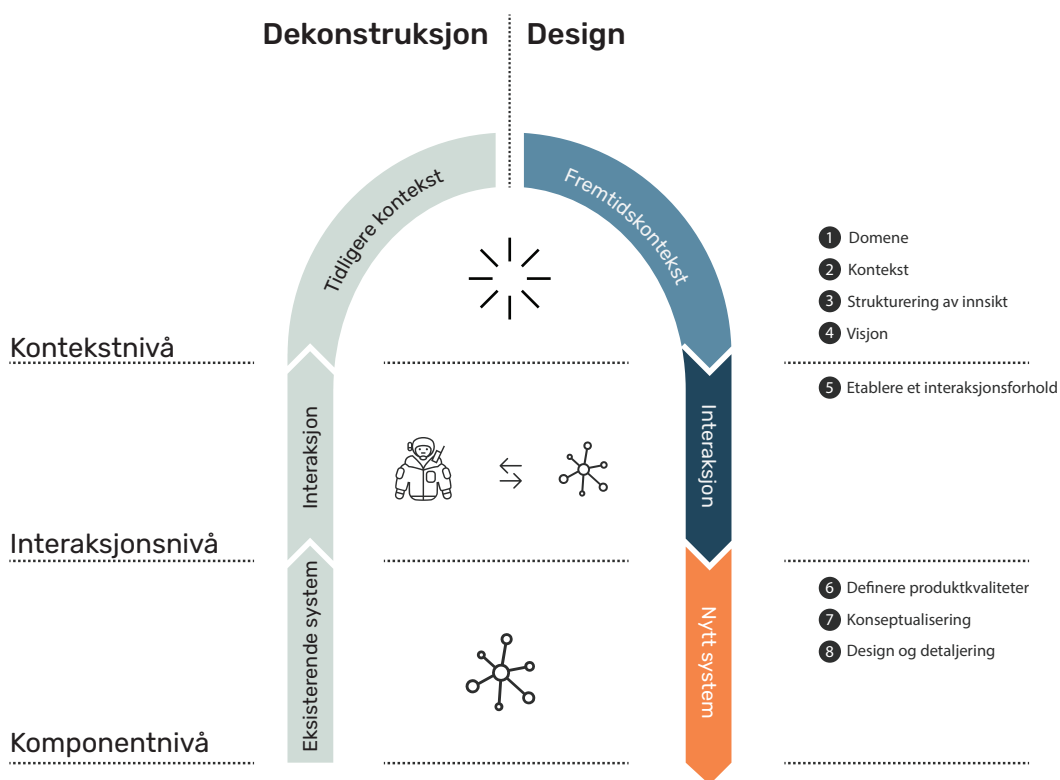 Dekonstruksjon
Design
Tidligere kontekst
Fremtidskontekst
1 Domene
2 Kontekst
3 Strukturering av innsikt
4 Visjon
Kontekstnivå
5 Etablere et interaksjonsforhold
Interaksjon
Interaksjon
Interaksjonsnivå
6 Definere produktkvaliteter
7 Konseptualisering
8 Design og detaljering
Eksisterende system
Nytt system
Komponentnivå